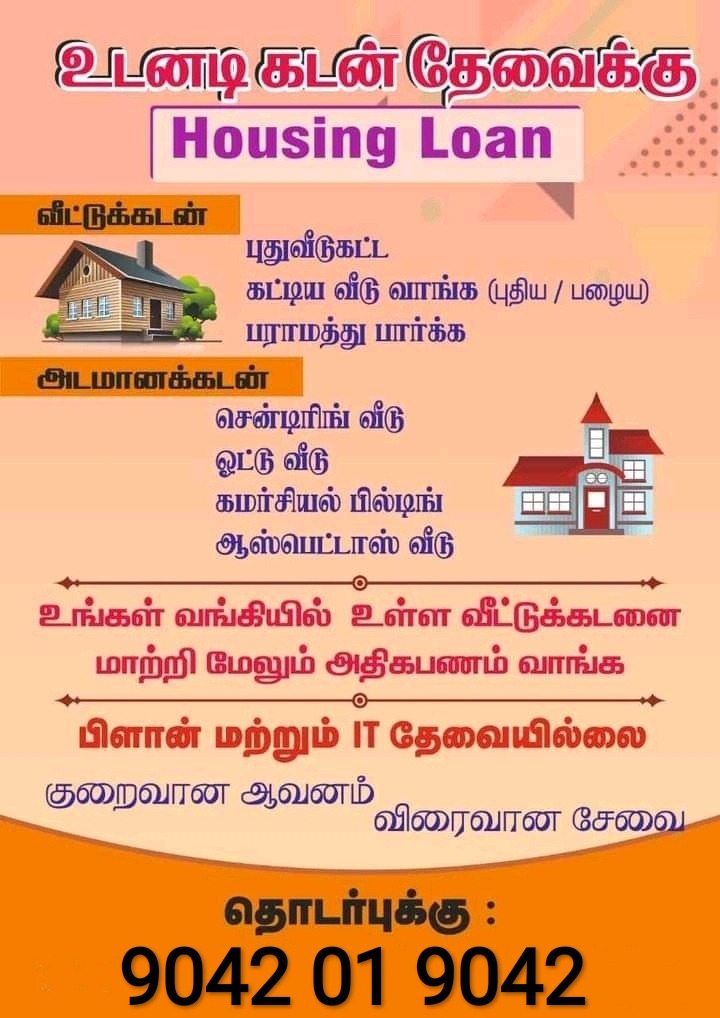 உடனடி கடன் தேவைக்கு
Housing Loan
வீட்டுக்கடன்
புதுவீடுகட்ட
கட்டிய வீடு வாங்க (புதிய / பழைய)
பராமத்து பார்க்க
அடமானக்கடன்
சென்டிரிங் வீடு
ஓட்டு வீடு
கமர்சியல் பில்டிங்
ஆஸ்பெட்டாஸ் வீடு
உங்கள் வங்கியில் உள்ள வீட்டுக்கடனை
மாற்றி மேலும் அதிகபணம் வாங்க
பிளான் மற்றும் IT தேவையில்லை
குறைவான ஆவனம்
விரைவான சேவை
தொடர்புக்கு :
9042 01 9042